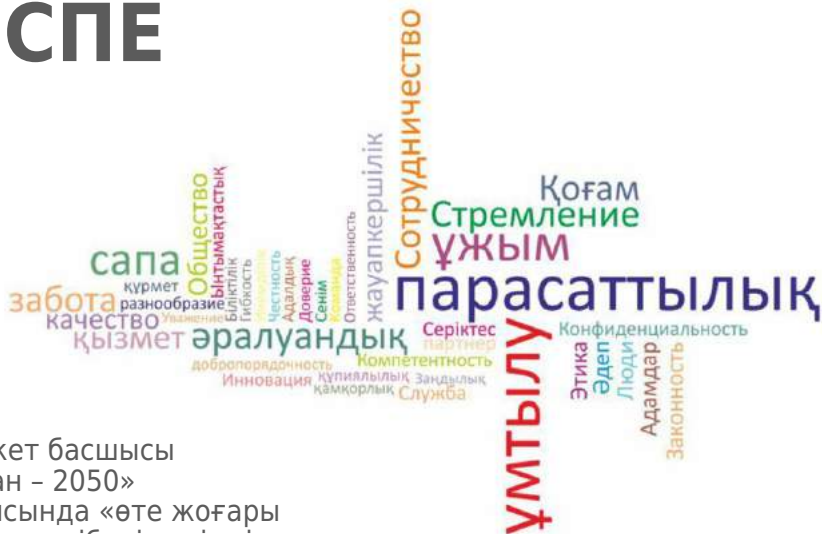 СПЕ
Сотрудничество
жауапкершілік
Қоғам
Стремление
ұжым
парасаттылық
Общество
Ынтымақтастық
сапа
құрмет
забота
разнообразие
качество
Уважение
қызмет
әралуандық
Біліктілік
Гибкость
Честность
Адалдық
Доверие
Сенім
Команда
Ответственность
Серіктес
партнер
Конфиденциальность
добропорядочность
Компетентность
Инновация
құпиялылық
заңдылық
қамқорлық
Служба
ұмтылу
Этика
Әдеп
Люди
Адамдар
Законность
кет басшысы
ан – 2050»
сында «өте жоғары